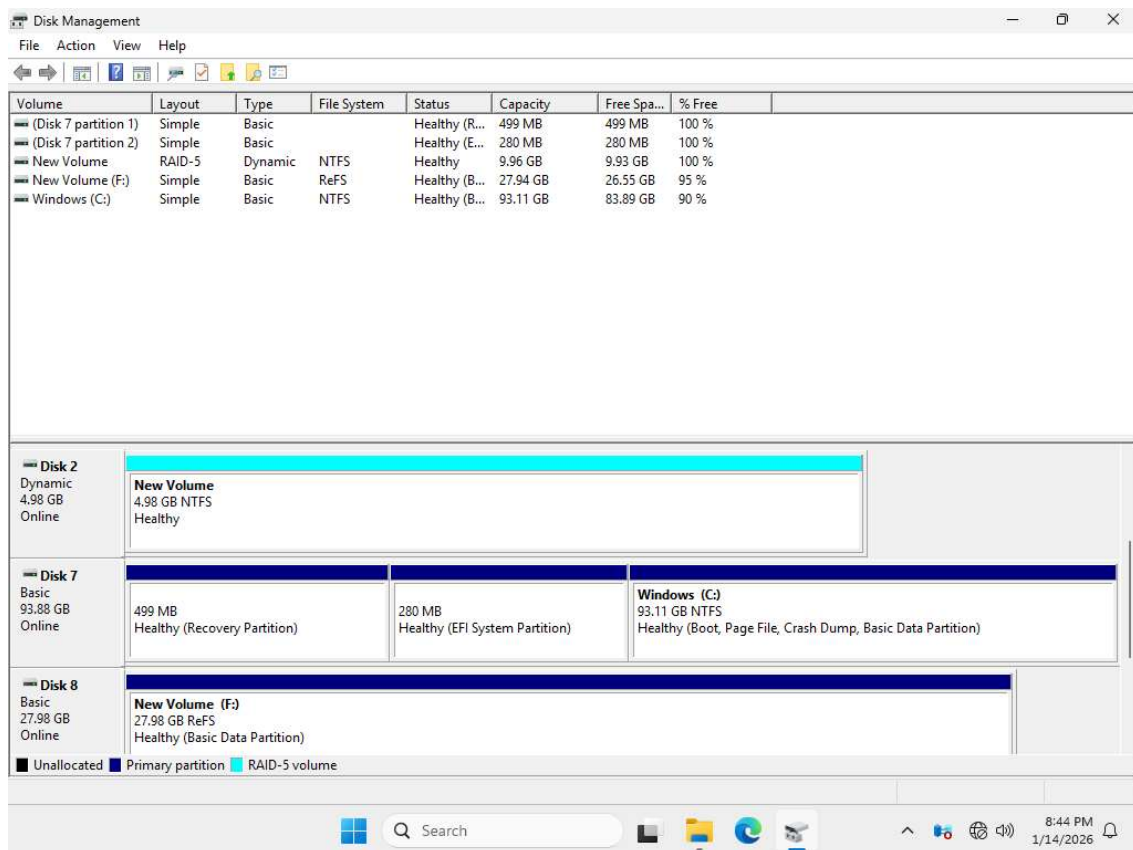 Disk Management
File Action View Help
Volume Layout Type File System Status Capacity Free Spa... % Free
(Disk 7 partition 1) Simple Basic Healthy (R... 499 MB 499 MB 100 %
(Disk 7 partition 2) Simple Basic Healthy (E... 280 MB 280 MB 100 %
New Volume RAID-5 Dynamic NTFS Healthy 9.96 GB 9.93 GB 100 %
New Volume (F:) Simple Basic ReFS Healthy (B... 27.94 GB 26.55 GB 95 %
Windows (C:) Simple Basic NTFS Healthy (B... 93.11 GB 83.89 GB 90 %
Disk 2
Dynamic
4.98 GB
Online
New Volume
4.98 GB NTFS
Healthy
Disk 7
Basic
93.88 GB
Online
499 MB
Healthy (Recovery Partition)
280 MB
Healthy (EFI System Partition)
Windows (C:)
93.11 GB NTFS
Healthy (Boot, Page File, Crash Dump, Basic Data Partition)
Disk 8
Basic
27.98 GB
Online
New Volume (F:)
27.98 GB ReFS
Healthy (Basic Data Partition)
Unallocated Primary partition RAID-5 volume
Search
8:44 PM
1/14/2026